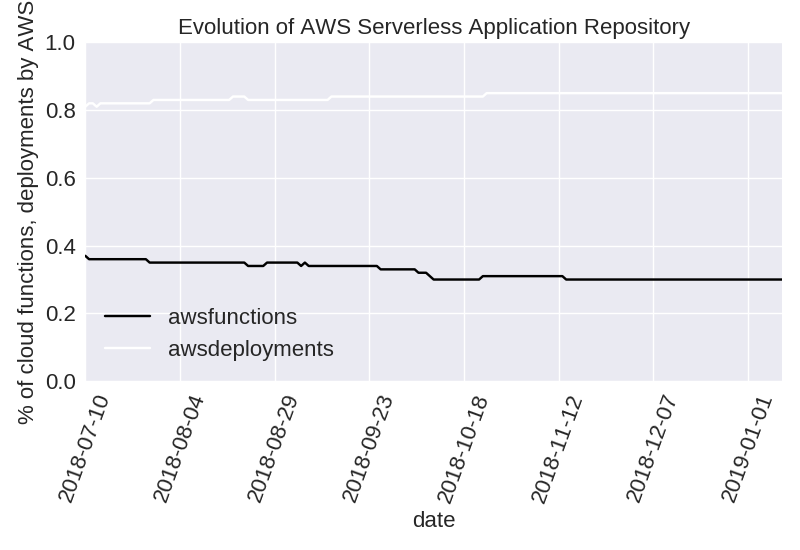 Evolution of AWS Serverless Application Repository
% of cloud functions, deployments by AWS
1.0
0.8
0.6
0.4
0.2
0.0
awsfunctions
awsdeployments
2018-07-10
2018-08-04
2018-08-29
2018-09-23
2018-10-18
2018-11-12
2018-12-07
2019-01-01
date